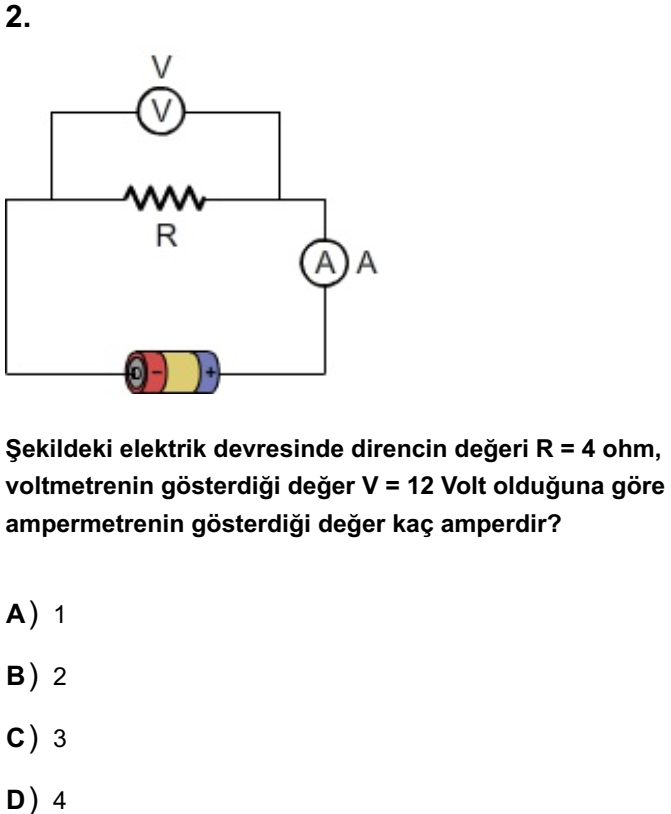 2.
V
V
R
A A
- +
Şekildeki elektrik devresinde direncin değeri R = 4 ohm,
voltmetrenin gösterdiği değer V = 12 Volt olduğuna göre
ampermetrenin gösterdiği değer kaç amperdir?
A) 1
B) 2
C) 3
D) 4